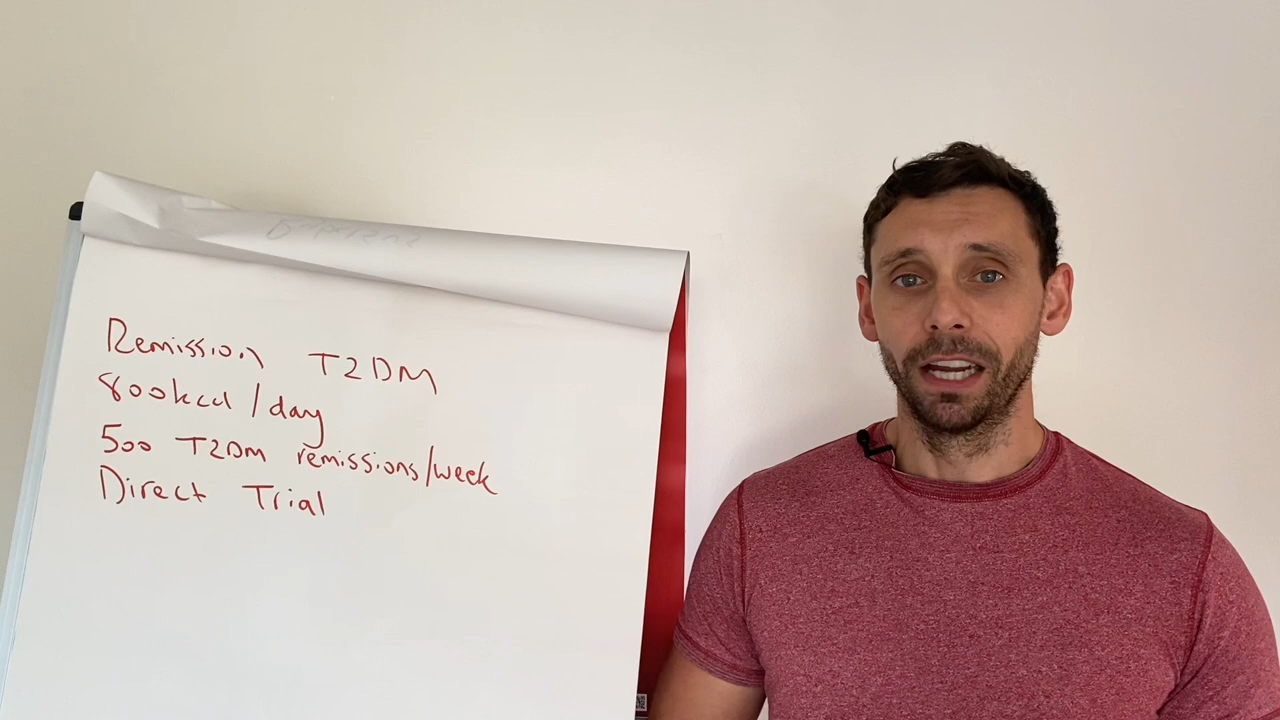 Remission T2DM
800kcal/day
500 T2DM remissions/week
Direct Trial